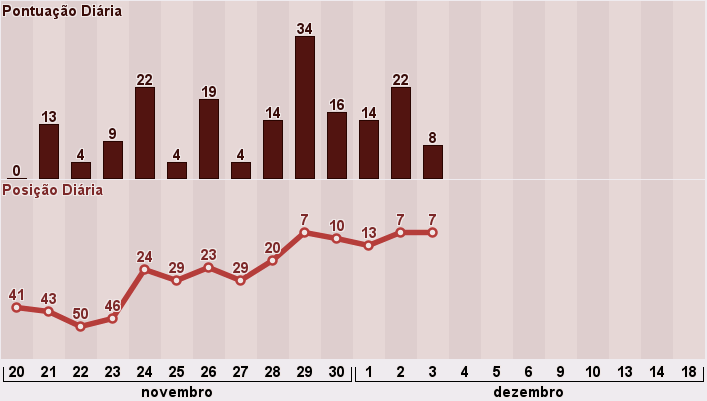 Pontuação Diária
0 13 4 9 22 4 19 4 14 34 16 14 22 8
Posição Diária
41 43 50 46 24 29 23 29 20 7 10 13 7 7
20 21 22 23 24 25 26 27 28 29 30 1 2 3 4 5 6 9 10 13 14 18
novembro dezembro